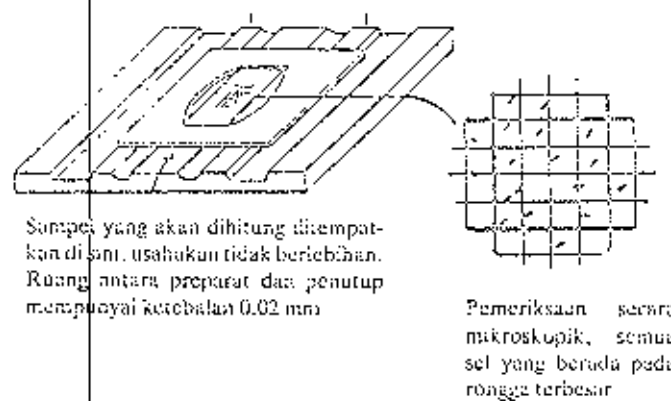 Sampel yang akan dihitung ditempat-
kan di sini, usahakan tidak berlebihan.
Ruang antara preparat dan penutup
mempunyai ketebalan 0.02 mm
Pemeriksaan secara
mikroskopik, semua
sel yang berada pada
rongga terbesar